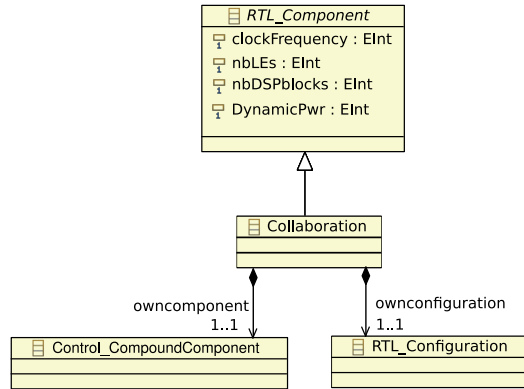 RTL_Component
clockFrequency : EInt
nbLEs : EInt
nbDSPblocks : EInt
DynamicPwr : EInt
Collaboration
owncomponent
1..1
ownconfiguration
1..1
Control_CompoundComponent
RTL_Configuration